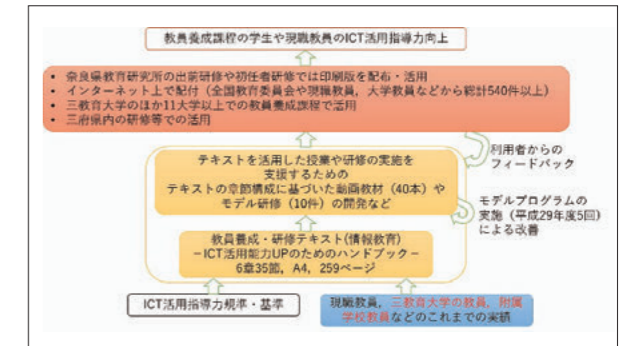 教員養成課程の学生や現職教員のICT活用指導力向上
• 奈良県教育研究所の出前研修や初任者研修では印刷版を配布・活用
• インターネット上で配付（全国教育委員会や現職教員，大学教員などから総計540件以上）
• 三教育大学のほか11大学以上での教員養成課程で活用
• 三府県内の研修等での活用
利用者からの
フィードバック
テキストを活用した授業や研修の実施を
支援するための
テキストの章節構成に基づいた動画教材（40本）や
モデル研修（10件）の開発など
モデルプログラムの
実施（平成29年度5回）
による改善
教員養成・研修テキスト(情報教育)
－ICT活用能力UPのためのハンドブック－
6章35節，A4，259ページ
ICT活用指導力規準・基準
現職教員，三教育大学の教員，附属
学校教員などのこれまでの実績